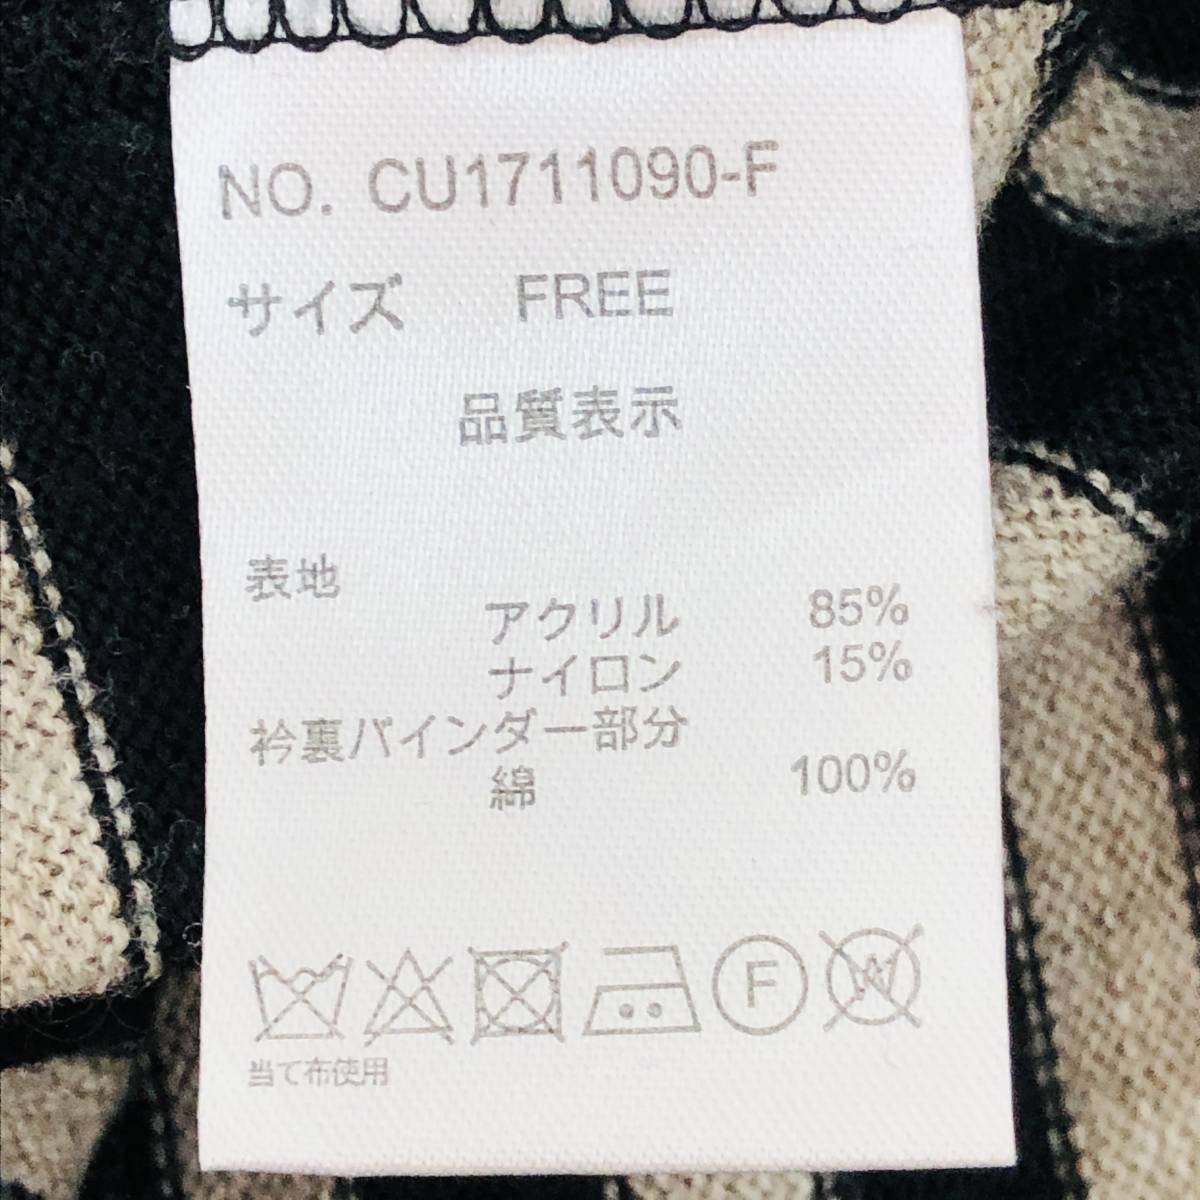 NO. CU1711090-F
サイズ FREE
品質表示
表地
アクリル 85%
ナイロン 15%
衿裏バインダー部分
綿 100%
F W
当て布使用